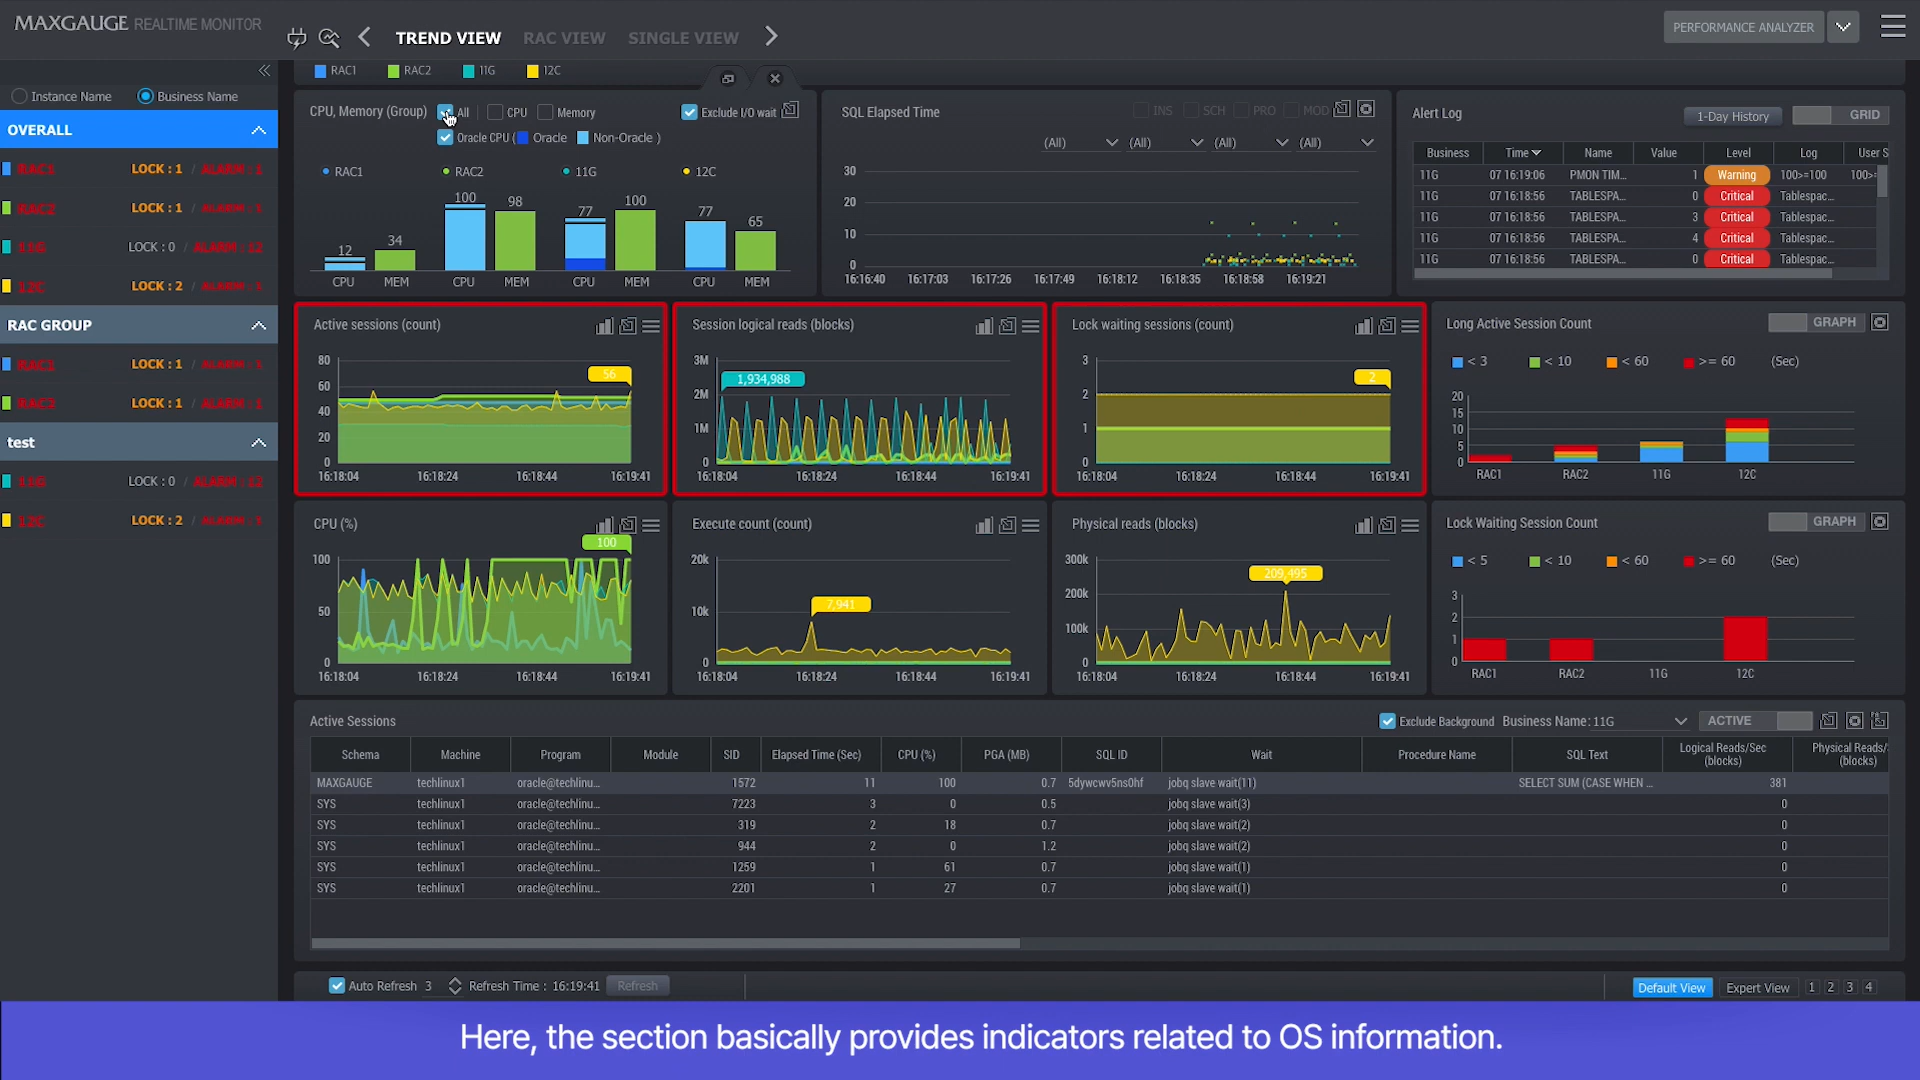 MAXGAUGE REALTIME MONITOR
TREND VIEW RAC VIEW SINGLE VIEW
PERFORMANCE ANALYZER
Instance Name Business Name
OVERALL
RAC1 LOCK : 1 / ALARM : 1
RAC2 LOCK : 1
11G LOCK : 0 / ALARM : 12
12C LOCK : 2
RAC GROUP
RAC1 LOCK : 1
RAC2 LOCK : 1 / ALARM : 1
test
11G LOCK : 0 / ALARM : 12
12C LOCK : 2
RAC1 RAC2 11G 12C
CPU, Memory (Group) All CPU Memory Exclude I/O wait
Oracle CPU ( Oracle Non-Oracle )
RAC1 RAC2 11G 12C
12 34 100 98 77 100 77 65
CPU MEM CPU MEM CPU MEM CPU MEM
SQL Elapsed Time INS SCH PRO MOD
(All) (All) (All) (All)
30
20
10
0
16:16:40 16:17:03 16:17:26 16:17:49 16:18:12 16:18:35 16:18:58 16:19:21
Alert Log 1-Day History GRID
Business Time Name Value Level Log User S
11G 07 16:19:06 PMON TIM... 1 Warning 100>=100 100>=
11G 07 16:18:56 TABLESPA... 0 Critical Tablespac...
11G 07 16:18:56 TABLESPA... 3 Critical Tablespac...
11G 07 16:18:56 TABLESPA... 4 Critical Tablespac...
11G 07 16:18:56 TABLESPA... 0 Critical Tablespac...
Active sessions (count)
80
60
40
20
0
56
16:18:04 16:18:24 16:18:44 16:19:41
Session logical reads (blocks)
3M
2M
1M
0
1,934,988
16:18:04 16:18:24 16:18:44 16:19:41
Lock waiting sessions (count)
3
2
1
0
2
16:18:04 16:18:24 16:18:44 16:19:41
Long Active Session Count GRAPH
< 3 < 10 < 60 >= 60 (Sec)
20
15
10
5
0
RAC1 RAC2 11G 12C
CPU (%)
100
50
0
100
16:18:04 16:18:24 16:18:44 16:19:41
Execute count (count)
20k
10k
0
7,941
16:18:04 16:18:24 16:18:44 16:19:41
Physical reads (blocks)
300k
200k
100k
0
209,495
16:18:04 16:18:24 16:18:44 16:19:41
Lock Waiting Session Count GRAPH
< 5 < 10 < 60 >= 60 (Sec)
3
2
1
0
RAC1 RAC2 11G 12C
Active Sessions Exclude Background Business Name: 11G ACTIVE
Schema Machine Program Module SID Elapsed Time (Sec) CPU (%) PGA (MB) SQL ID Wait Procedure Name SQL Text Logical Reads/Sec (blocks) Physical Reads/ (blocks)
MAXGAUGE techlinux1 oracle@techlinu... 1572 11 100 0.7 5dywcwv5ns0hf jobq slave wait(11) SELECT SUM (CASE WHEN ... 381
SYS techlinux1 oracle@techlinu... 7223 3 0 0.5 jobq slave wait(3) 0
SYS techlinux1 oracle@techlinu... 319 2 18 0.7 jobq slave wait(2) 0
SYS techlinux1 oracle@techlinu... 944 2 0 1.2 jobq slave wait(2) 0
SYS techlinux1 oracle@techlinu... 1259 1 61 0.7 jobq slave wait(1) 0
SYS techlinux1 oracle@techlinu... 2201 1 27 0.7 jobq slave wait(1) 0
Auto Refresh 3 Refresh Time : 16:19:41 Refresh
Default View Expert View 1 2 3 4
Here, the section basically provides indicators related to OS information.